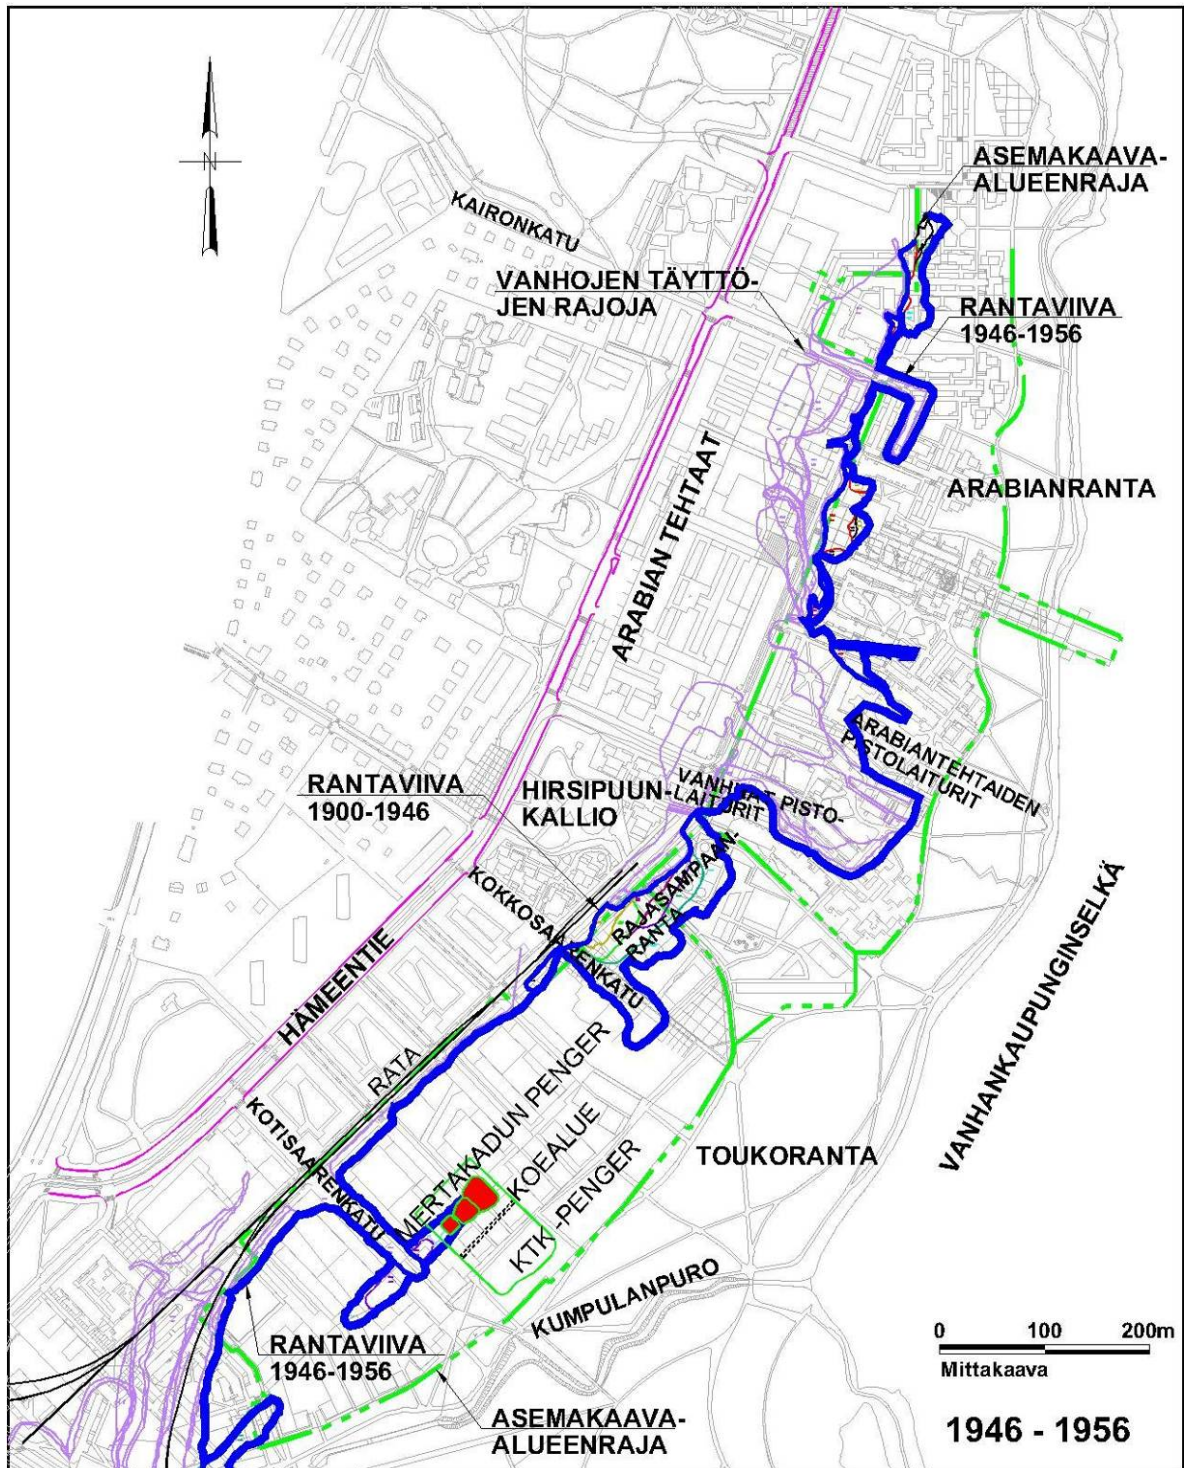 ASEMAKAAVA-
ALUEENRAJA
N
KAIRONKATU
VANHOJEN TÄYTTÖ-
JEN RAJOJA
RANTAVIIVA
1946-1956
ARABIAN TEHTAAT
ARABIANRANTA
ARABIANTEHTAIDEN
PISTOLAITURIT
RANTAVIIVA
1900-1946
HIRSIPUUN-
KALLIO
VANHAT PISTO-
LAITURIT
KOKKOSAARENKATU
RAJASAMPAAN-
RANTA
HÄMEENTIE
VANHANKAUPUNGINSELKÄ
RATA
KOTISAARENKATU
MERTAKADUN PENGER
KOEALUE
KTK -PENGER
TOUKORANTA
KUMPULANPURO
RANTAVIIVA
1946-1956
0 100 200m
Mittakaava
ASEMAKAAVA-
ALUEENRAJA
1946 - 1956